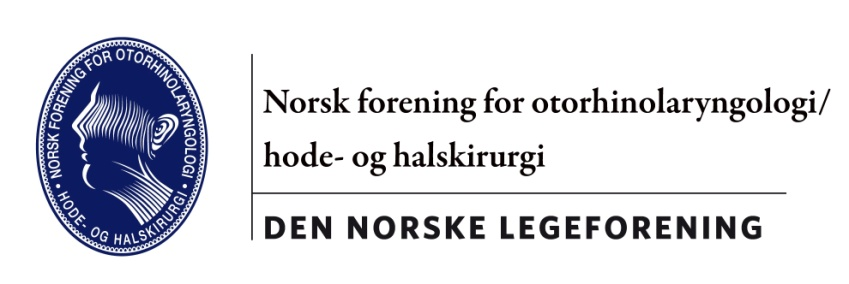 NORSK FORENING FOR OTORHINOLARYNGOLOGI
• HODE- OG HALSKIRURGI •
Norsk forening for otorhinolaryngologi/
hode- og halskirurgi
DEN NORSKE LEGEFORENING